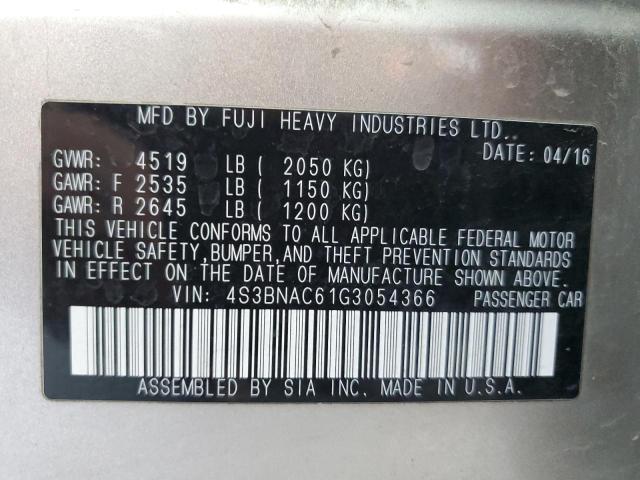 MFD BY FUJI HEAVY INDUSTRIES LTD.
DATE: 04/16
GVWR: 4519 LB ( 2050 KG)
GAWR: F 2535 LB ( 1150 KG)
GAWR: R 2645 LB ( 1200 KG)
THIS VEHICLE CONFORMS TO ALL APPLICABLE FEDERAL MOTOR
VEHICLE SAFETY,BUMPER,AND THEFT PREVENTION STANDARDS
IN EFFECT ON THE DATE OF MANUFACTURE SHOWN ABOVE.
VIN: 4S3BNAC61G3054366 PASSENGER CAR
ASSEMBLED BY SIA INC. MADE IN U.S.A.